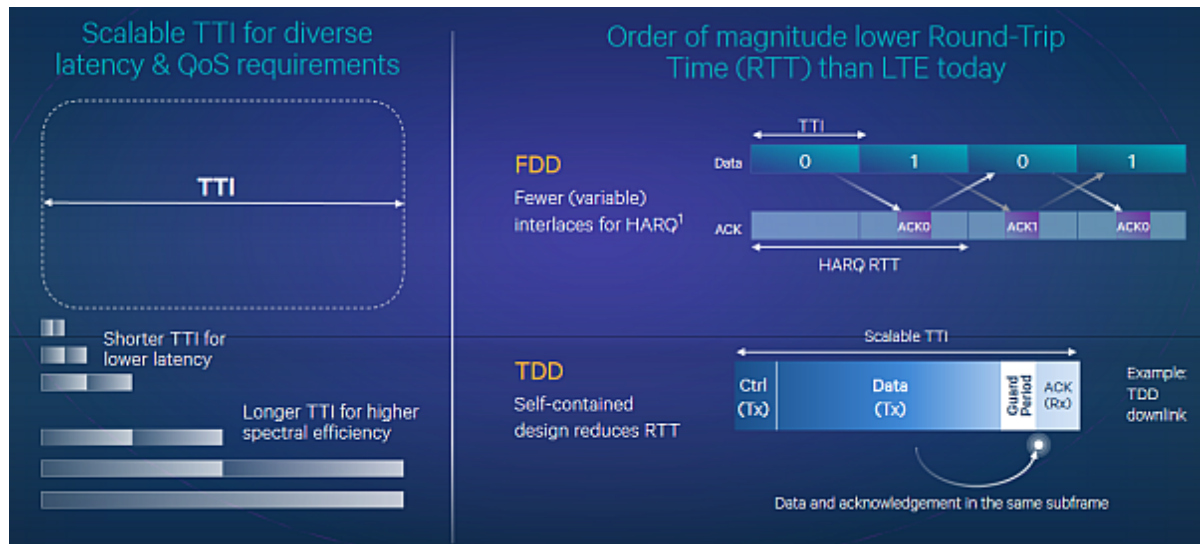 Scalable TTI for diverse
latency & QoS requirements
TTI
Shorter TTI for
lower latency
Longer TTI for higher
spectral efficiency
Order of magnitude lower Round-Trip
Time (RTT) than LTE today
FDD
Fewer (variable)
interfaces for HARQ¹
TTI
Data 0 1 0 1
ACK ACK0 ACK1 ACK0
HARQ RTT
TDD
Self-contained
design reduces RTT
Scalable TTI
Ctrl
(Tx)
Data
(Tx)
Guard
Period
ACK
(Rx)
Example:
TDD
downlink
Data and acknowledgement in the same subframe